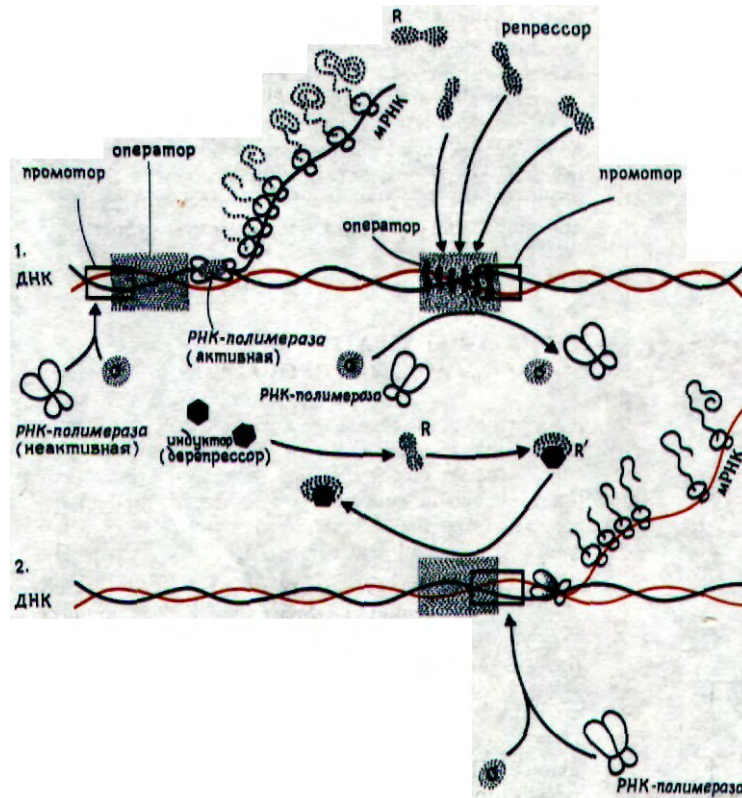 R
репрессор
мРНК
оператор
промотор
промотор
оператор
1.
ДНК
РНК-полимераза
(активная)
РНК-полимераза
РНК-полимераза
(неактивная)
индуктор
(дерепрессор)
R
R'
мРНК
2.
ДНК
РНК-полимераза